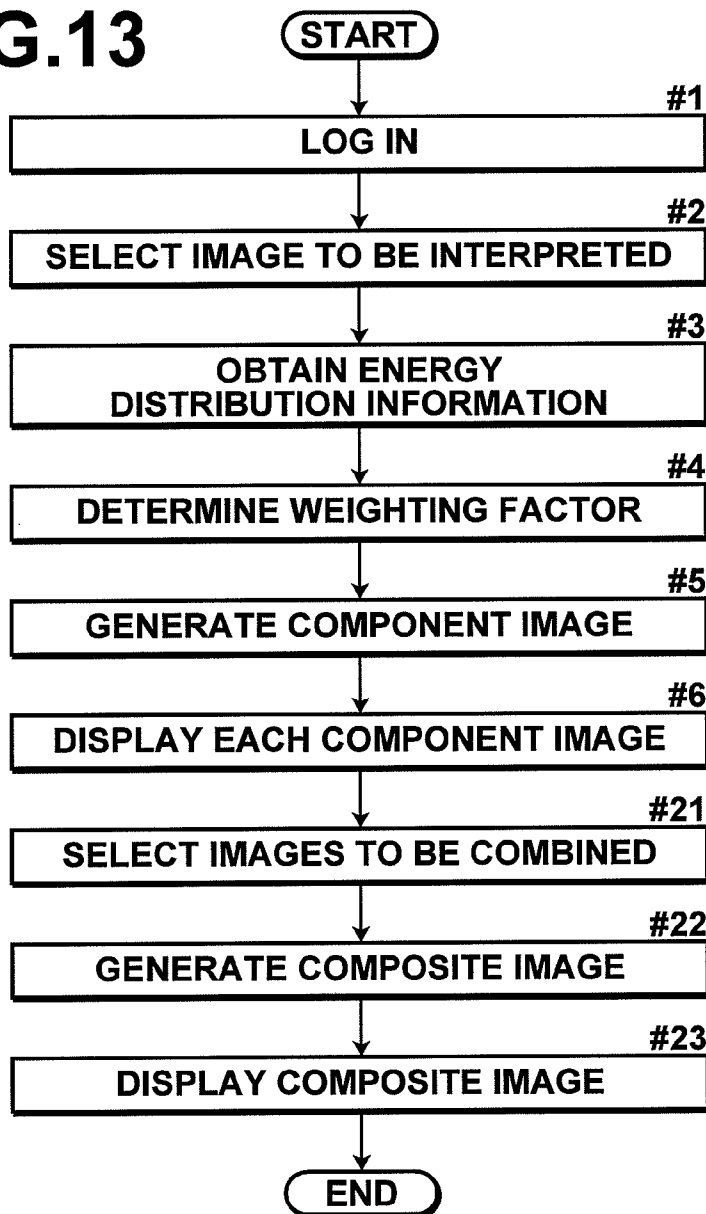 G.13
START
#1
LOG IN
#2
SELECT IMAGE TO BE INTERPRETED
#3
OBTAIN ENERGY
DISTRIBUTION INFORMATION
#4
DETERMINE WEIGHTING FACTOR
#5
GENERATE COMPONENT IMAGE
#6
DISPLAY EACH COMPONENT IMAGE
#21
SELECT IMAGES TO BE COMBINED
#22
GENERATE COMPOSITE IMAGE
#23
DISPLAY COMPOSITE IMAGE
END